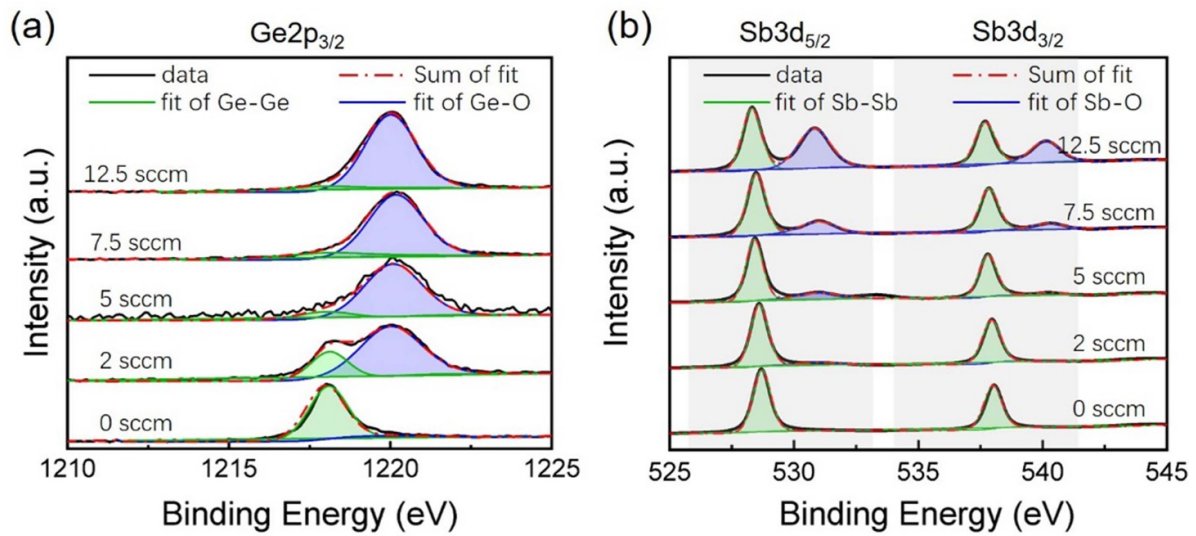 (a)
Ge2p3/2
data
Sum of fit
fit of Ge-Ge
fit of Ge-O
12.5 sccm
7.5 sccm
5 sccm
2 sccm
0 sccm
Intensity (a.u.)
1210 1215 1220 1225
Binding Energy (eV)
(b)
Sb3d5/2 Sb3d3/2
data
Sum of fit
fit of Sb-Sb
fit of Sb-O
12.5 sccm
7.5 sccm
5 sccm
2 sccm
0 sccm
Intensity (a.u.)
525 530 535 540 545
Binding Energy (eV)